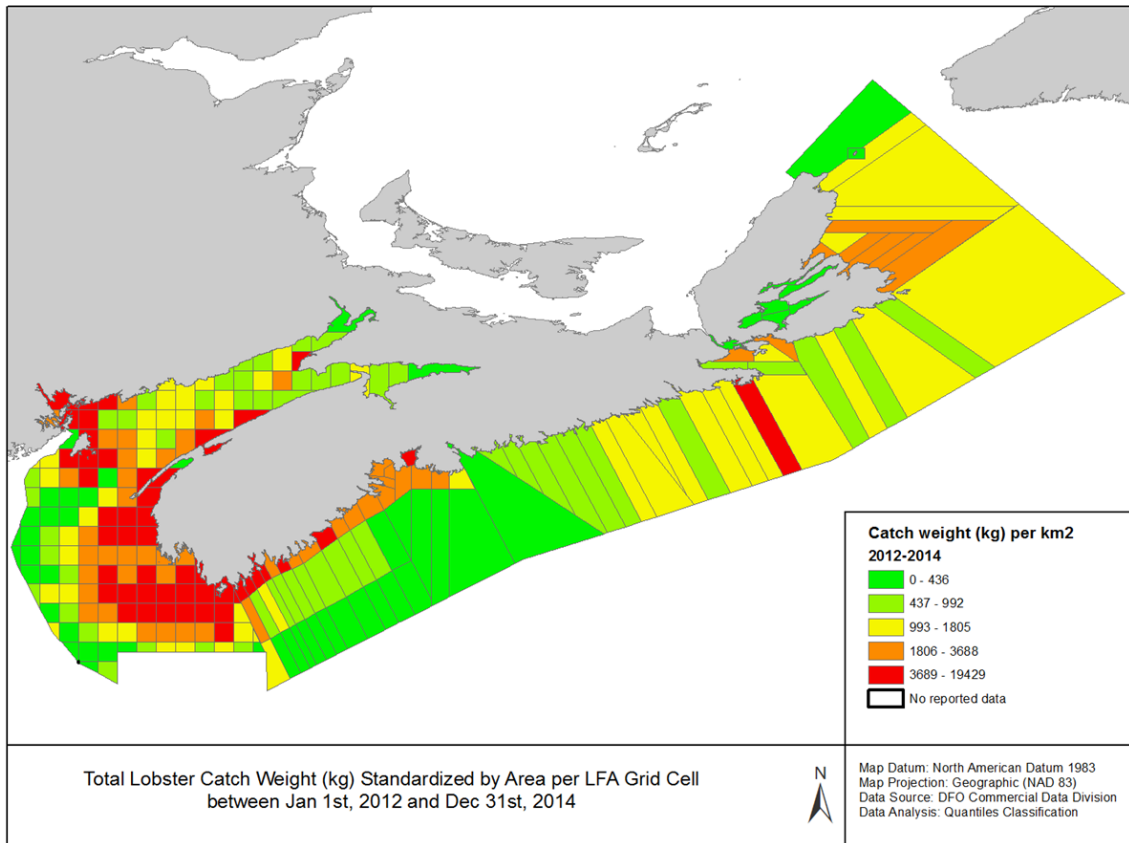 Catch weight (kg) per km2
2012-2014
0 - 436
437 - 992
993 - 1805
1806 - 3688
3689 - 19429
No reported data
Total Lobster Catch Weight (kg) Standardized by Area per LFA Grid Cell
between Jan 1st, 2012 and Dec 31st, 2014
N
Map Datum: North American Datum 1983
Map Projection: Geographic (NAD 83)
Data Source: DFO Commercial Data Division
Data Analysis: Quantiles Classification